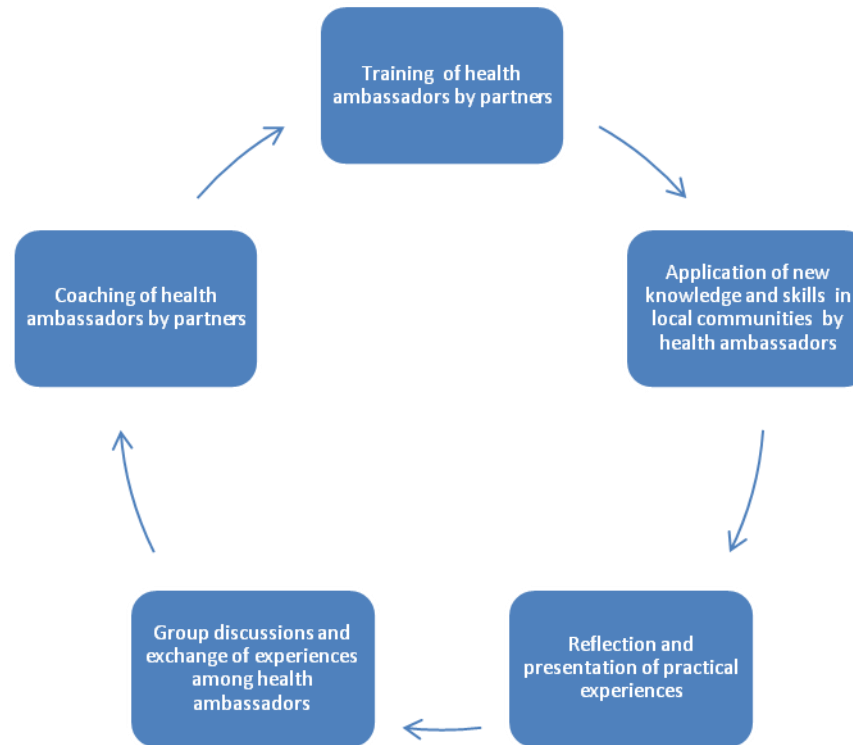 Training of health
ambassadors by partners
Application of new
knowledge and skills in
local communities by
health ambassadors
Reflection and
presentation of practical
experiences
Group discussions and
exchange of experiences
among health
ambassadors
Coaching of health
ambassadors by partners